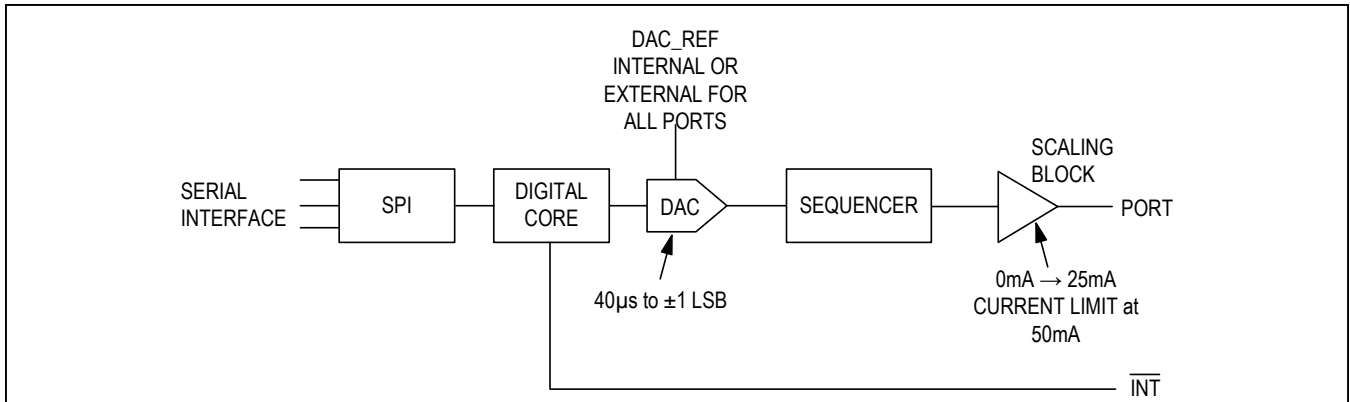 DAC_REF
INTERNAL OR
EXTERNAL FOR
ALL PORTS
SCALING
BLOCK
SERIAL
INTERFACE
SPI
DIGITAL
CORE
DAC
SEQUENCER
PORT
40µs to ±1 LSB
0mA → 25mA
CURRENT LIMIT at
50mA
INT